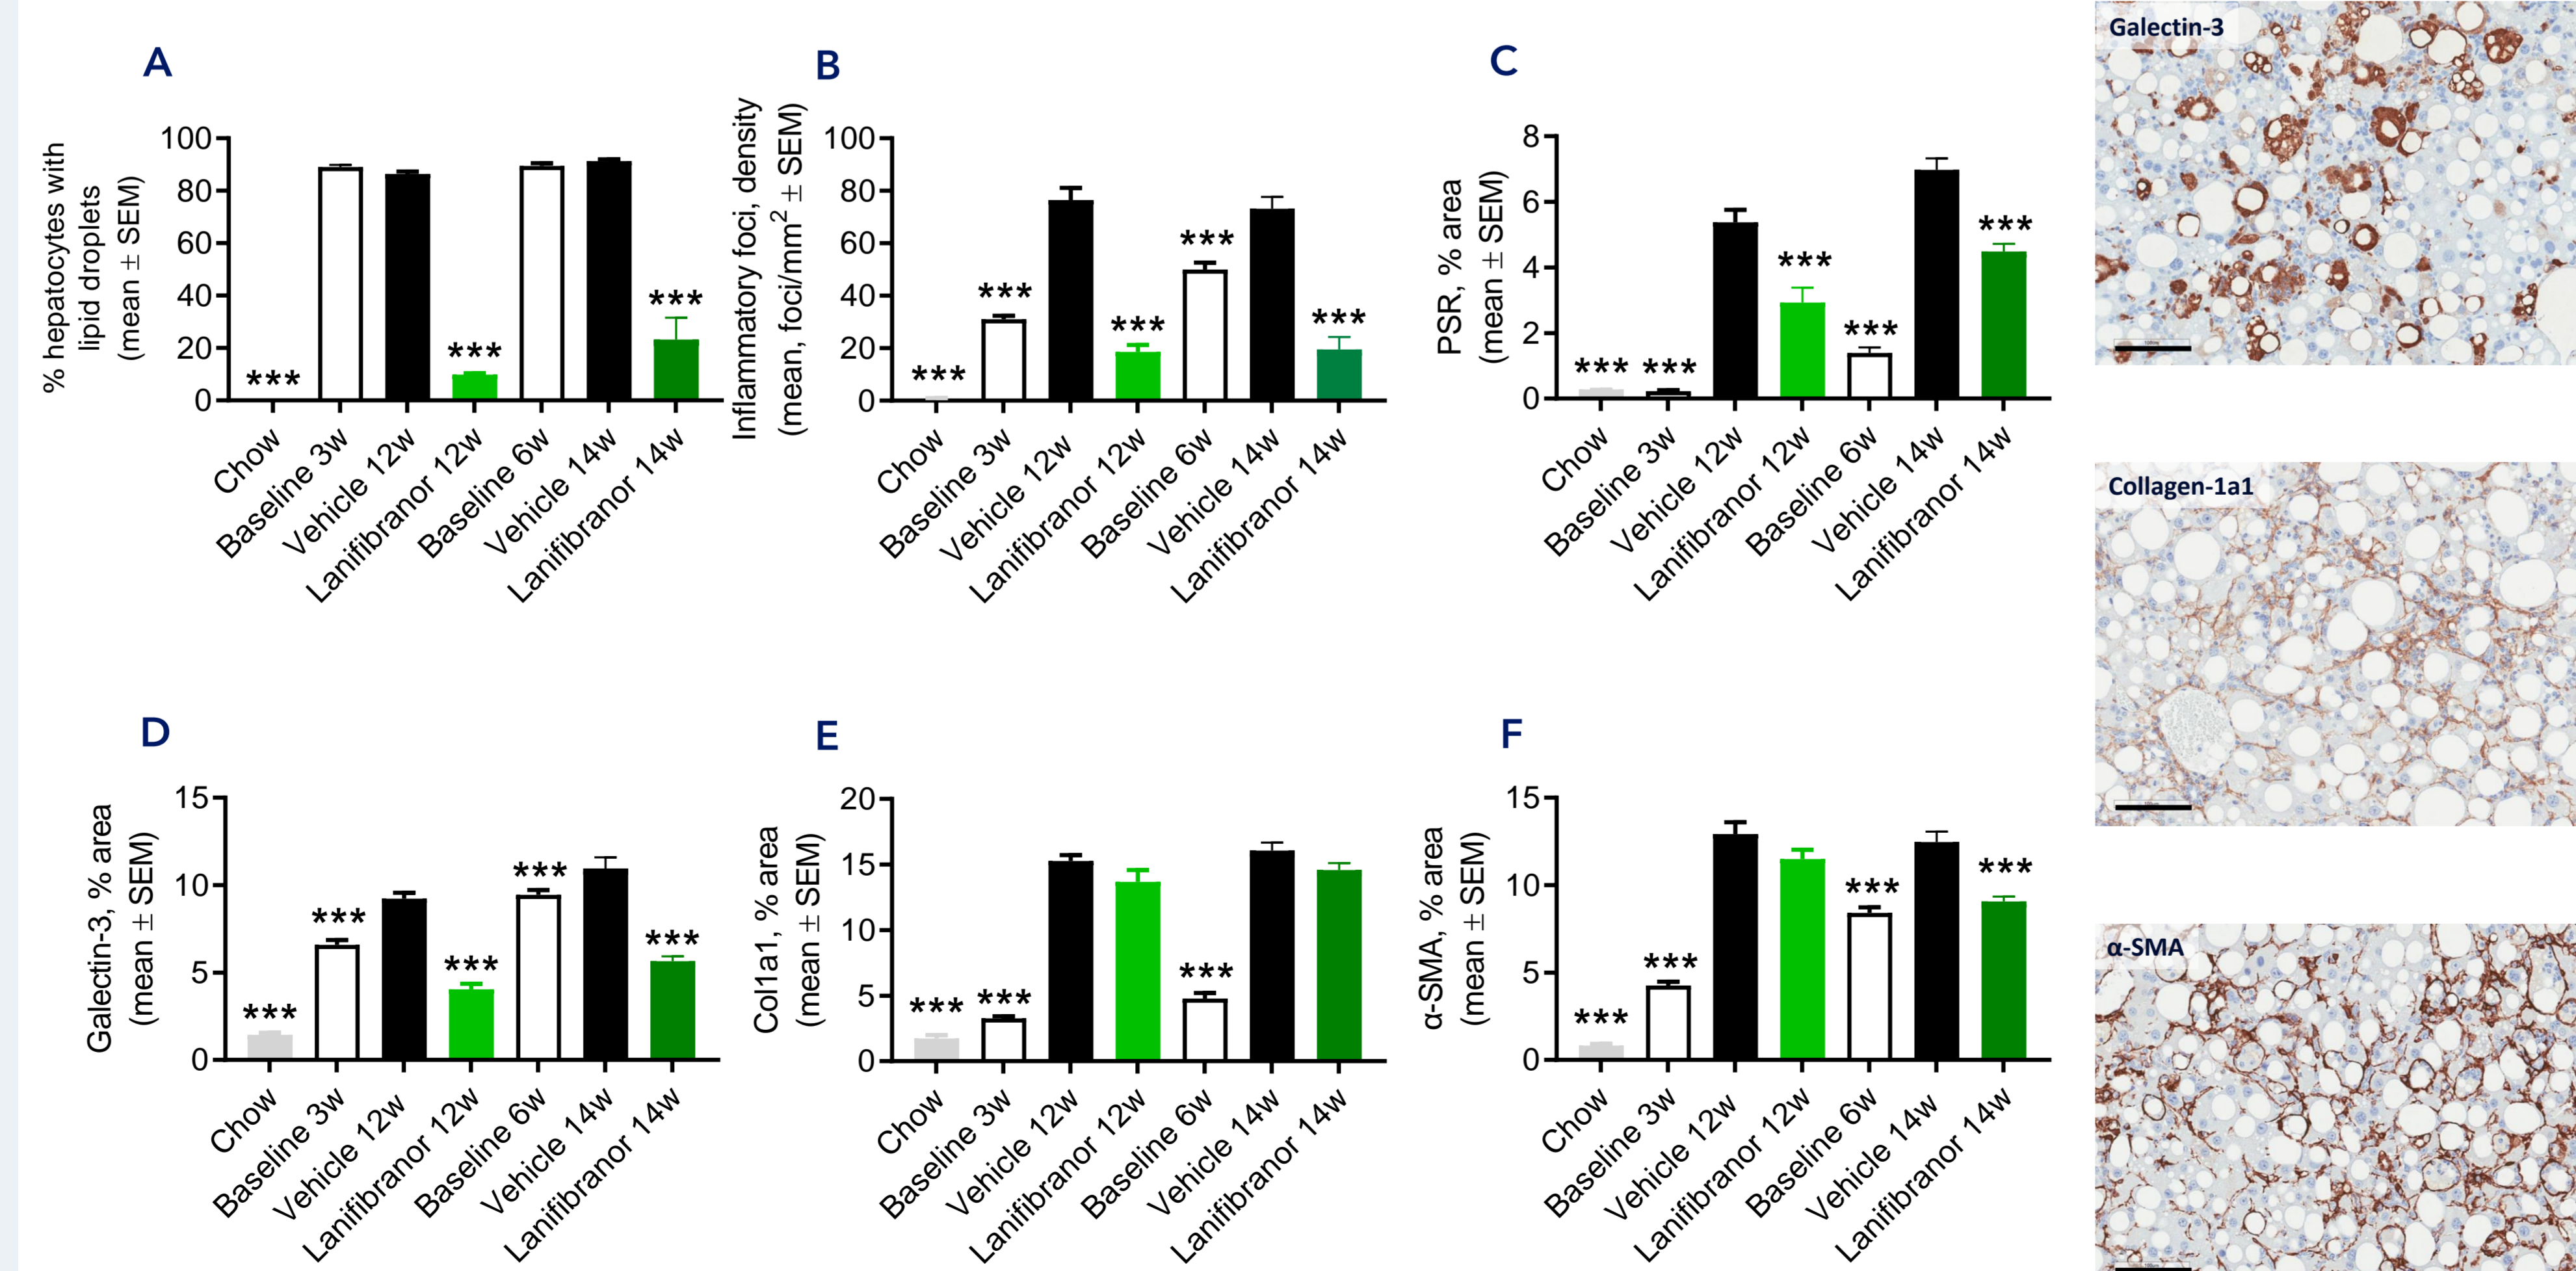 A
% hepatocytes with
lipid droplets
(mean ± SEM)
100
80
60
40
20
0
***
***
***
Chow
Baseline 3w
Vehicle 12w
Lanifibranor 12w
Baseline 6w
Vehicle 14w
Lanifibranor 14w
B
Inflammatory foci, density
(mean, foci/mm² ± SEM)
100
80
60
40
20
0
***
***
***
***
***
Chow
Baseline 3w
Vehicle 12w
Lanifibranor 12w
Baseline 6w
Vehicle 14w
Lanifibranor 14w
C
PSR, % area
(mean ± SEM)
8
6
4
2
0
***
***
***
***
***
Chow
Baseline 3w
Vehicle 12w
Lanifibranor 12w
Baseline 6w
Vehicle 14w
Lanifibranor 14w
Galectin-3
Collagen-1a1
α-SMA
D
Galectin-3, % area
(mean ± SEM)
15
10
5
0
***
***
***
***
***
Chow
Baseline 3w
Vehicle 12w
Lanifibranor 12w
Baseline 6w
Vehicle 14w
Lanifibranor 14w
E
Col1a1, % area
(mean ± SEM)
20
15
10
5
0
***
***
***
Chow
Baseline 3w
Vehicle 12w
Lanifibranor 12w
Baseline 6w
Vehicle 14w
Lanifibranor 14w
F
α-SMA, % area
(mean ± SEM)
15
10
5
0
***
***
***
***
Chow
Baseline 3w
Vehicle 12w
Lanifibranor 12w
Baseline 6w
Vehicle 14w
Lanifibranor 14w